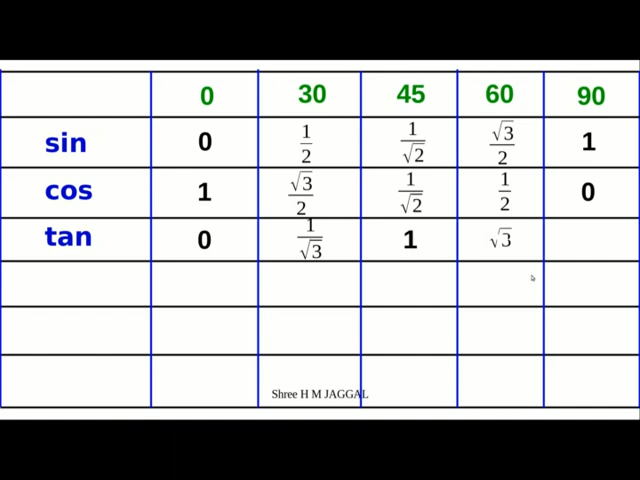 0 30 45 60 90
sin 0 1/2 1/√2 √3/2 1
cos 1 √3/2 1/√2 1/2 0
tan 0 1/√3 1 √3
Shree H M JAGGAL